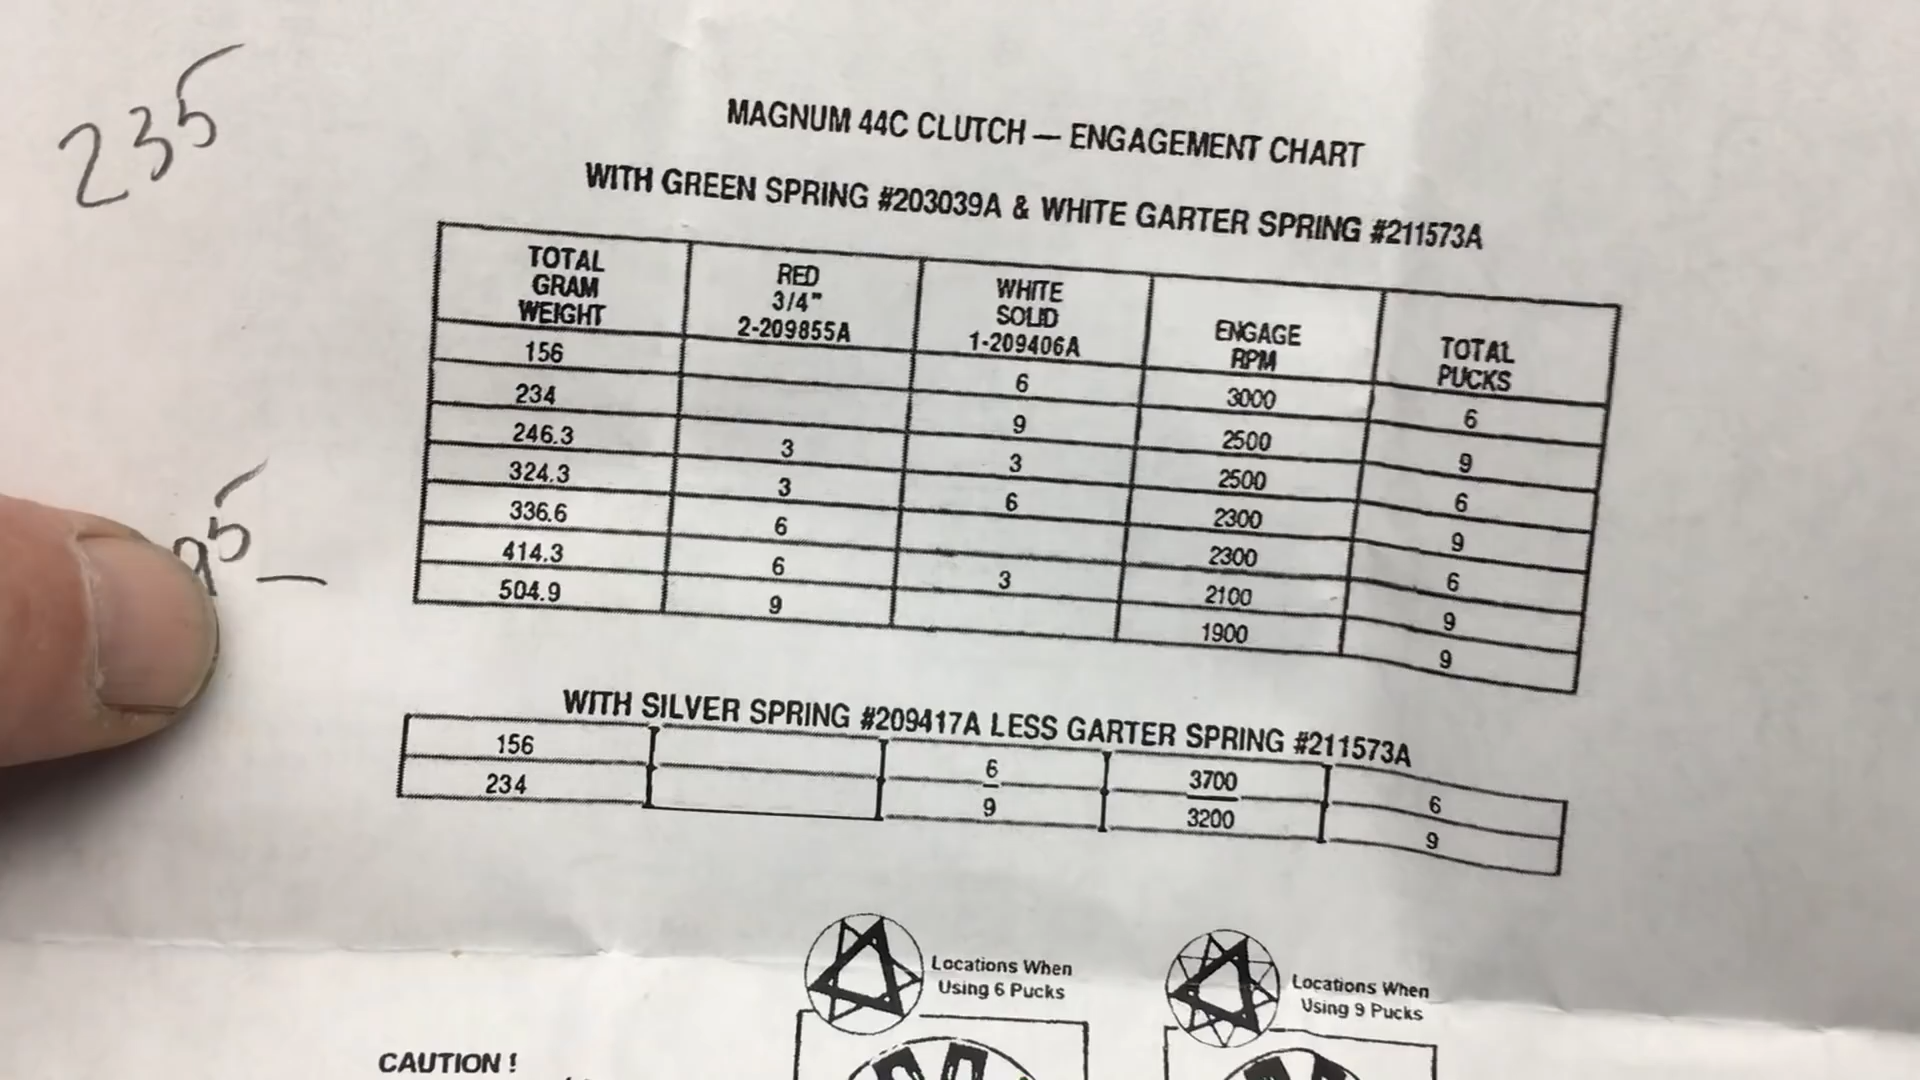 235
95
MAGNUM 44C CLUTCH — ENGAGEMENT CHART
WITH GREEN SPRING #203039A & WHITE GARTER SPRING #211573A
TOTAL GRAM WEIGHT RED 3/4" 2-209855A WHITE SOLID 1-209406A ENGAGE RPM TOTAL PUCKS
156 6 3000 6
234 9 2500 9
246.3 3 3 2500 6
324.3 3 6 2300 9
336.6 6 2300 6
414.3 6 3 2100 9
504.9 9 1900 9
WITH SILVER SPRING #209417A LESS GARTER SPRING #211573A
156 6 3700 6
234 9 3200 9
Locations When
Using 6 Pucks
Locations When
Using 9 Pucks
CAUTION !